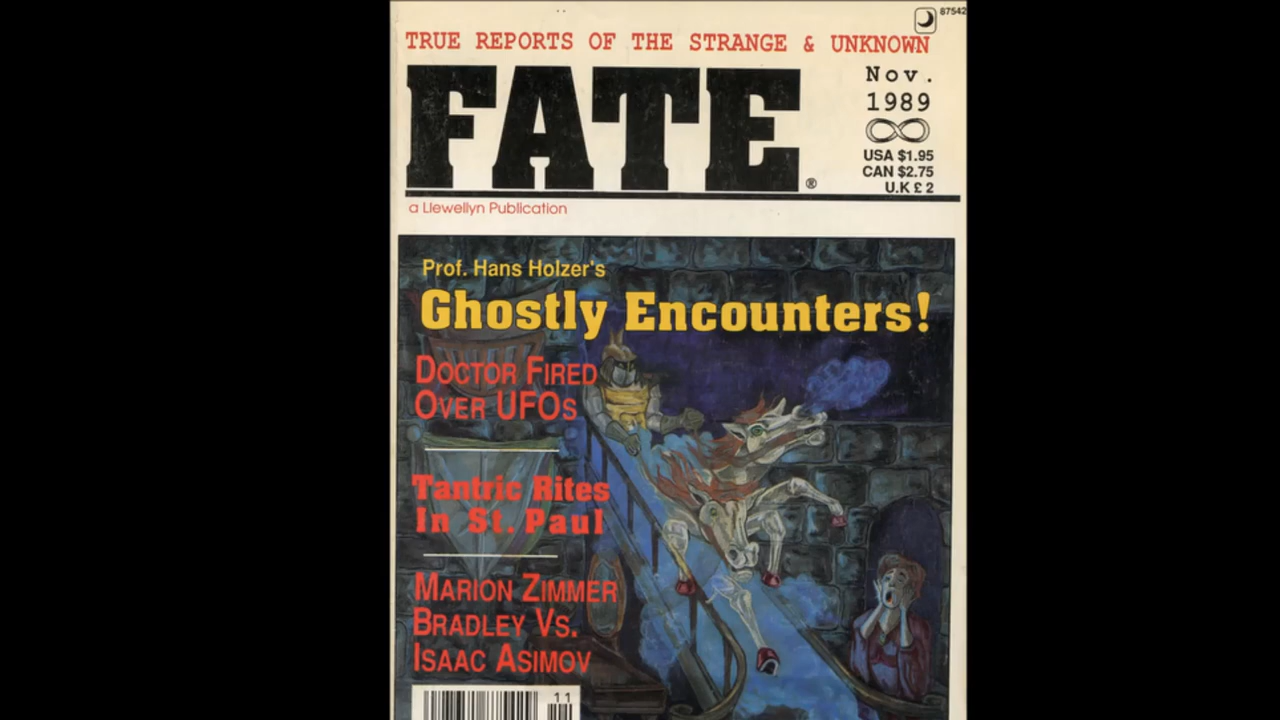 87542
TRUE REPORTS OF THE STRANGE & UNKNOWN
FATE®
Nov.
1989
USA $1.95
CAN $2.75
U.K £ 2
a Llewellyn Publication
Prof. Hans Holzer's
Ghostly Encounters!
DOCTOR FIRED
OVER UFOS
Tantric Rites
In St. Paul
MARION ZIMMER
BRADLEY VS.
ISAAC ASIMOV
11